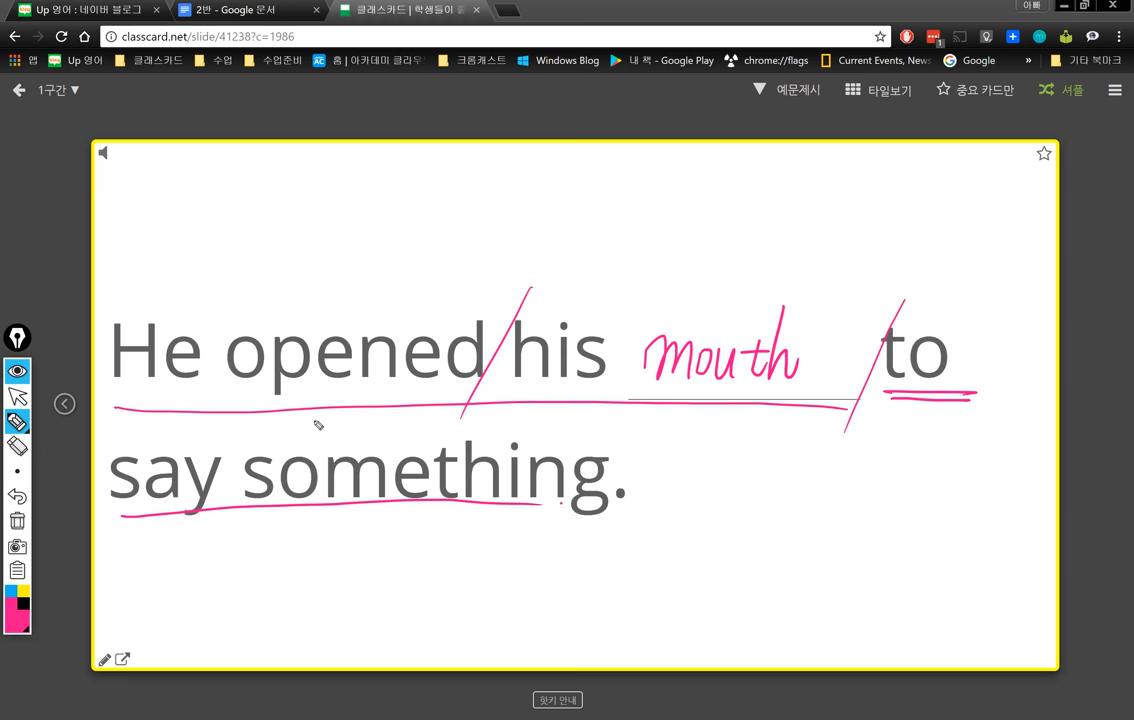 Up 영어 : 네이버 블로그
2반 - Google 문서
클래스카드 | 학생들이
아빠
classcard.net/slide/41238?c=1986
1
앱 Up 영어 클래스카드 수업 수업준비 홈 | 아카데미 클라우 크롬캐스트 Windows Blog 내 책 - Google Play chrome://flags Current Events, News Google » 기타 북마크
1구간 ▼ ▼ 예문제시 타일보기 중요 카드만 셔플
He opened his mouth to
say something.
핫키 안내